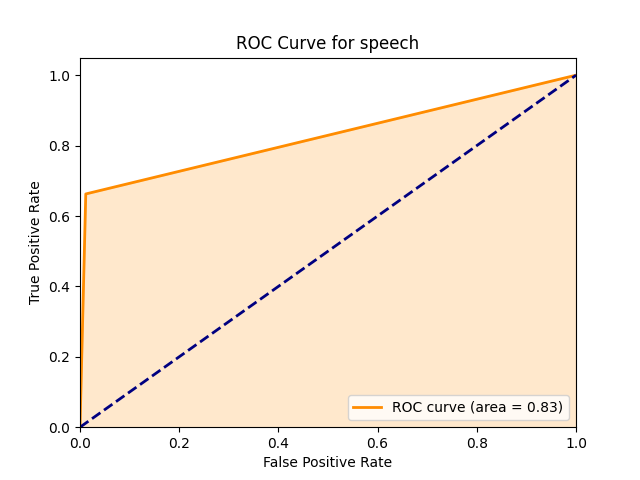 ROC Curve for speech
True Positive Rate
1.0
0.8
0.6
0.4
0.2
0.0
ROC curve (area = 0.83)
0.0 0.2 0.4 0.6 0.8 1.0
False Positive Rate